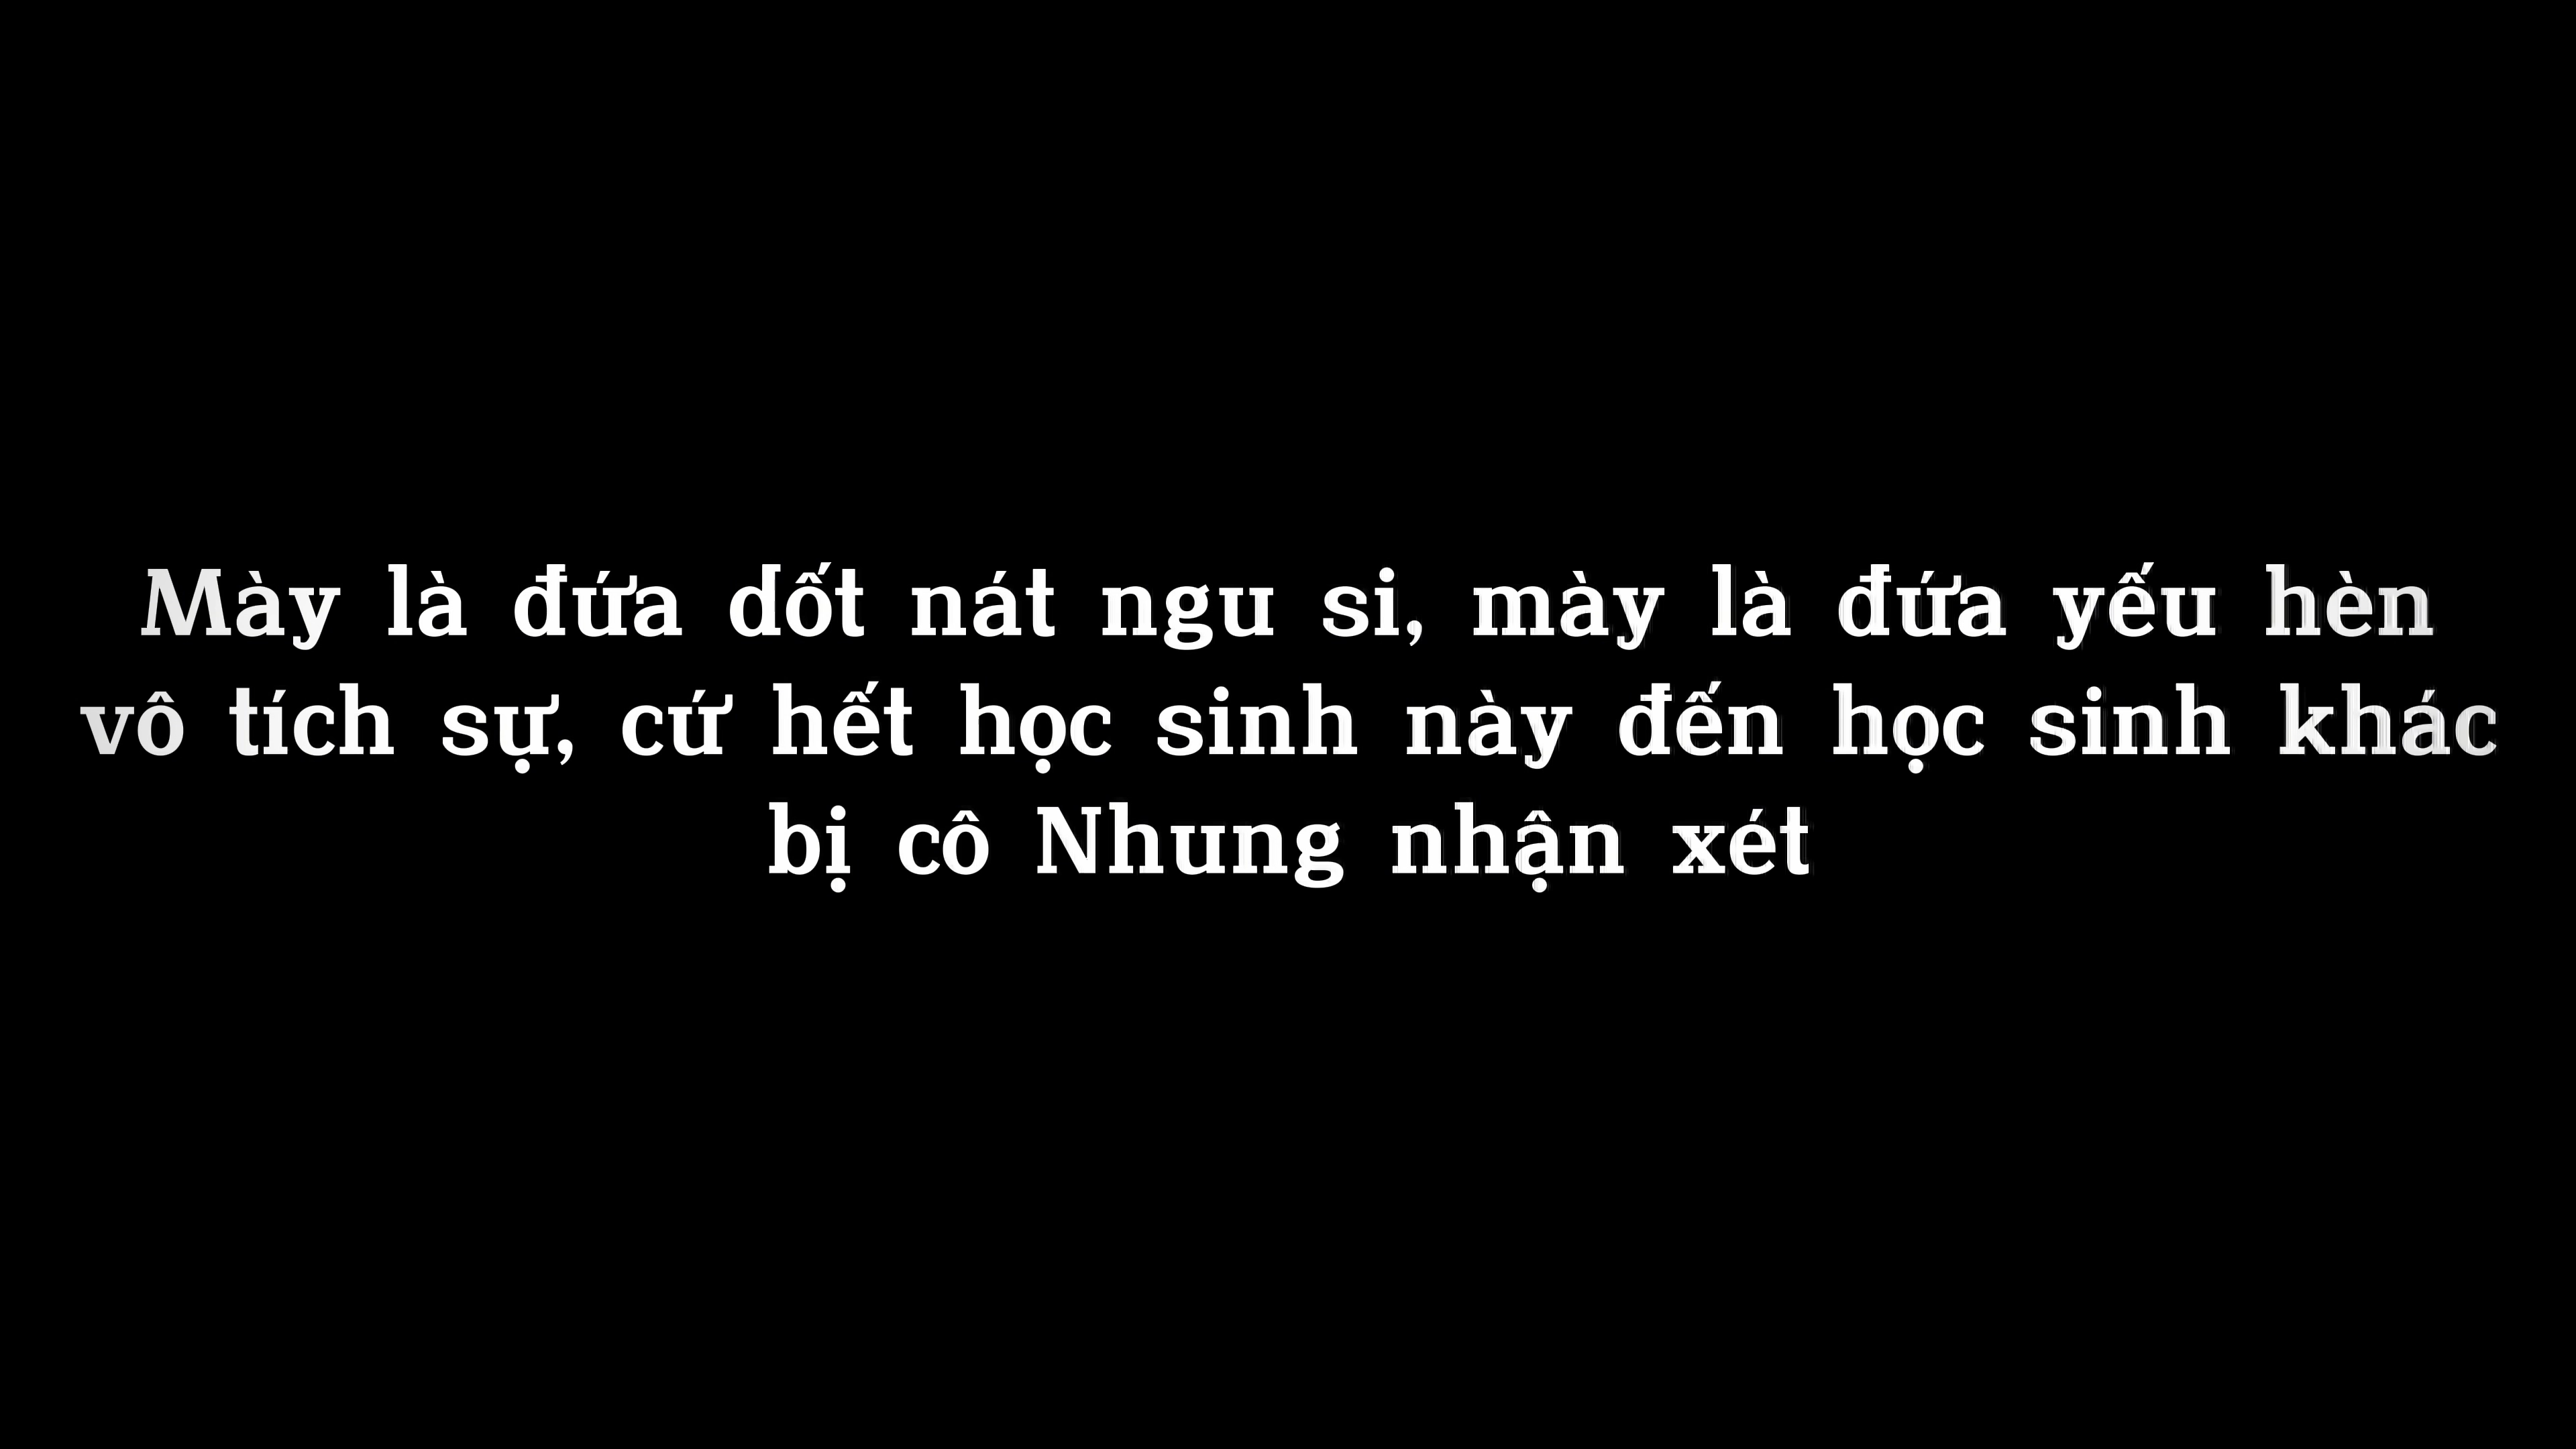 Mày là đứa dốt nát ngu si, mày là đứa yếu hèn
vô tích sự, cứ hết học sinh này đến học sinh khác
bị cô Nhung nhận xét